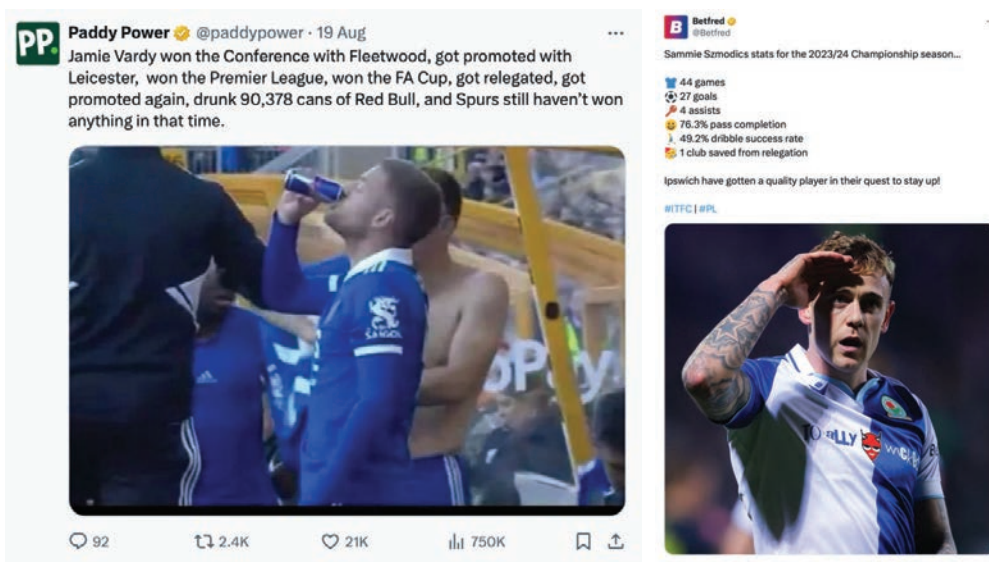 PP.
Paddy Power @paddypower · 19 Aug
Jamie Vardy won the Conference with Fleetwood, got promoted with
Leicester, won the Premier League, won the FA Cup, got relegated, got
promoted again, drunk 90,378 cans of Red Bull, and Spurs still haven't won
anything in that time.
92
2.4K
21K
750K
B
Betfred
@Betfred
Sammie Szmodics stats for the 2023/24 Championship season...
44 games
27 goals
4 assists
76.3% pass completion
49.2% dribble success rate
1 club saved from relegation
Ipswich have gotten a quality player in their quest to stay up!
#ITFC | #PL